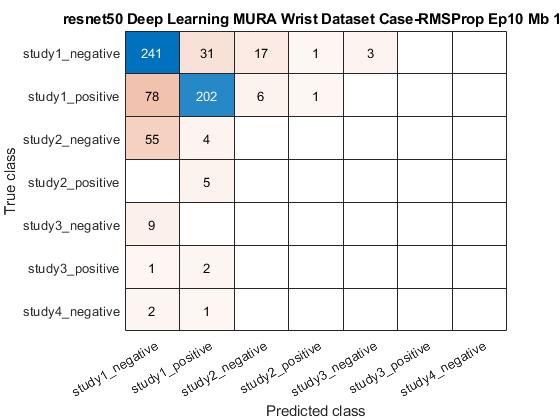 resnet50 Deep Learning MURA Wrist Dataset Case-RMSProp Ep10 Mb 1
True class
study1_negative 241 31 17 1 3
study1_positive 78 202 6 1
study2_negative 55 4
study2_positive 5
study3_negative 9
study3_positive 1 2
study4_negative 2 1
study1_negative study1_positive study2_negative study2_positive study3_negative study3_positive study4_negative
Predicted class